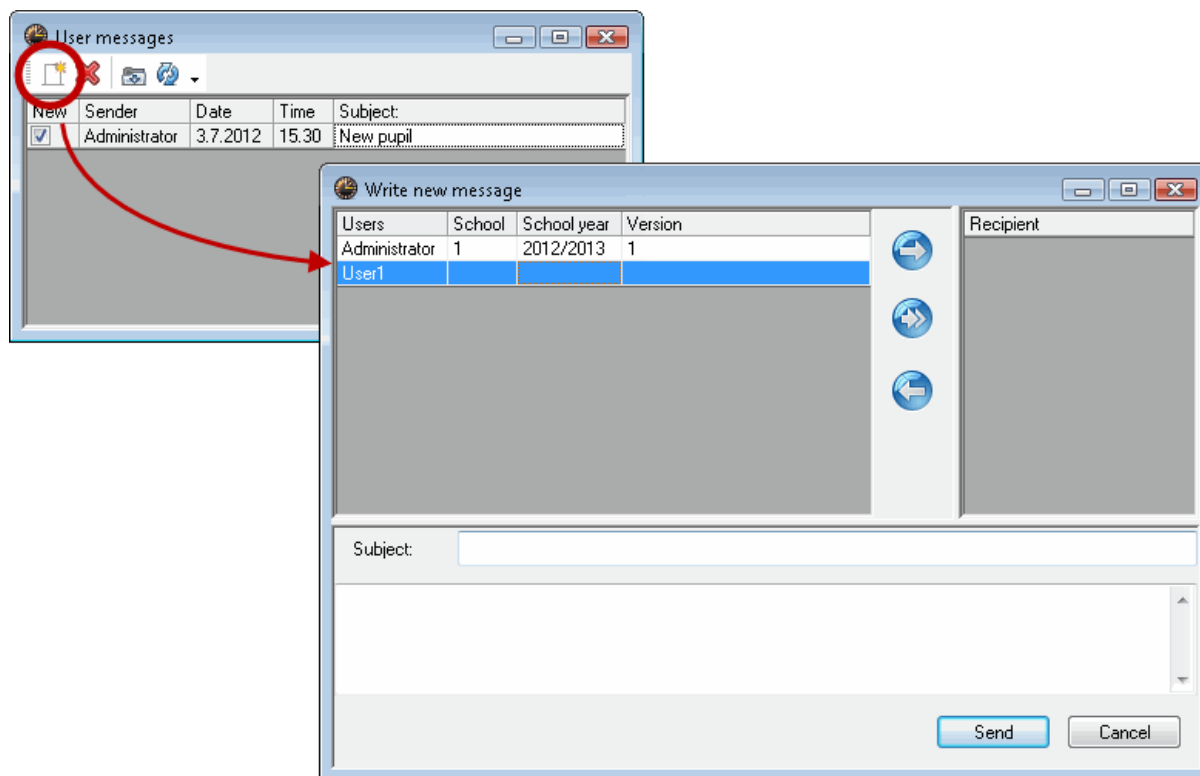 User messages
New Sender Date Time Subject:
Administrator 3.7.2012 15.30 New pupil
Write new message
Users School School year Version Recipient
Administrator 1 2012/2013 1
User1
Subject:
Send Cancel